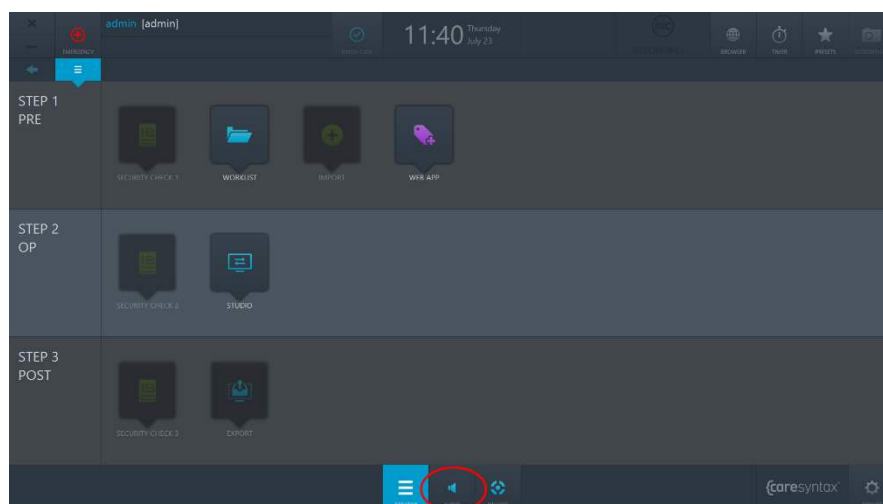 admin [admin]
11:40
Thursday
July 23
EMERGENCY
BROWSER
TIMER
PRESETS
STEP 1
PRE
SECURITY CHECK 1
WORKLIST
IMPORT
WEB APP
STEP 2
OP
SECURITY CHECK 2
STUDIO
STEP 3
POST
SECURITY CHECK 3
EXPORT
caresyntax